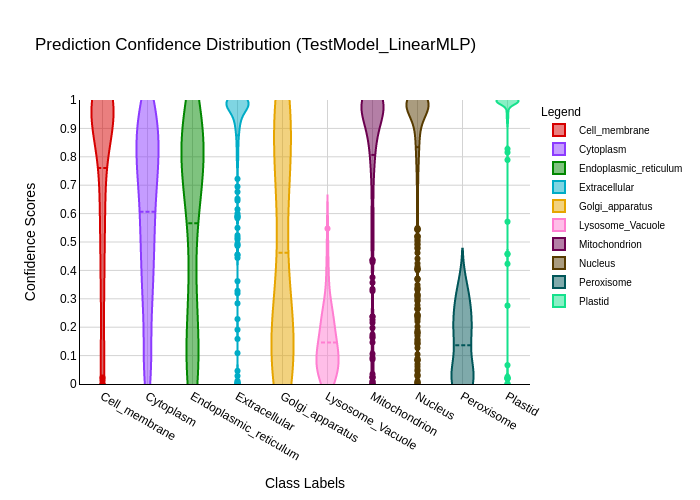 Prediction Confidence Distribution (TestModel_LinearMLP)
Confidence Scores
1
0.9
0.8
0.7
0.6
0.5
0.4
0.3
0.2
0.1
0
Cell_membrane
Cytoplasm
Endoplasmic_reticulum
Extracellular
Golgi_apparatus
Lysosome_Vacuole
Mitochondrion
Nucleus
Peroxisome
Plastid
Class Labels
Legend
Cell_membrane
Cytoplasm
Endoplasmic_reticulum
Extracellular
Golgi_apparatus
Lysosome_Vacuole
Mitochondrion
Nucleus
Peroxisome
Plastid